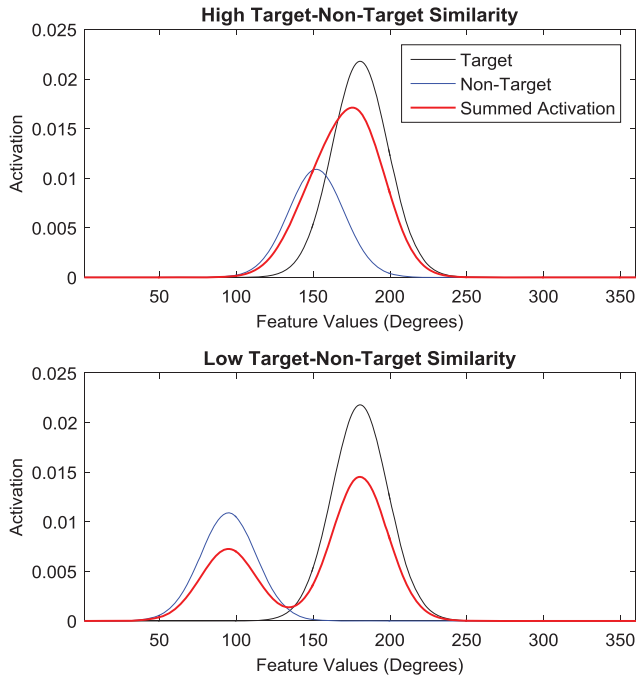 High Target-Non-Target Similarity
0.025
0.02
0.015
0.01
0.005
0
Activation
Target
Non-Target
Summed Activation
50 100 150 200 250 300 350
Feature Values (Degrees)
Low Target-Non-Target Similarity
0.025
0.02
0.015
0.01
0.005
0
Activation
50 100 150 200 250 300 350
Feature Values (Degrees)